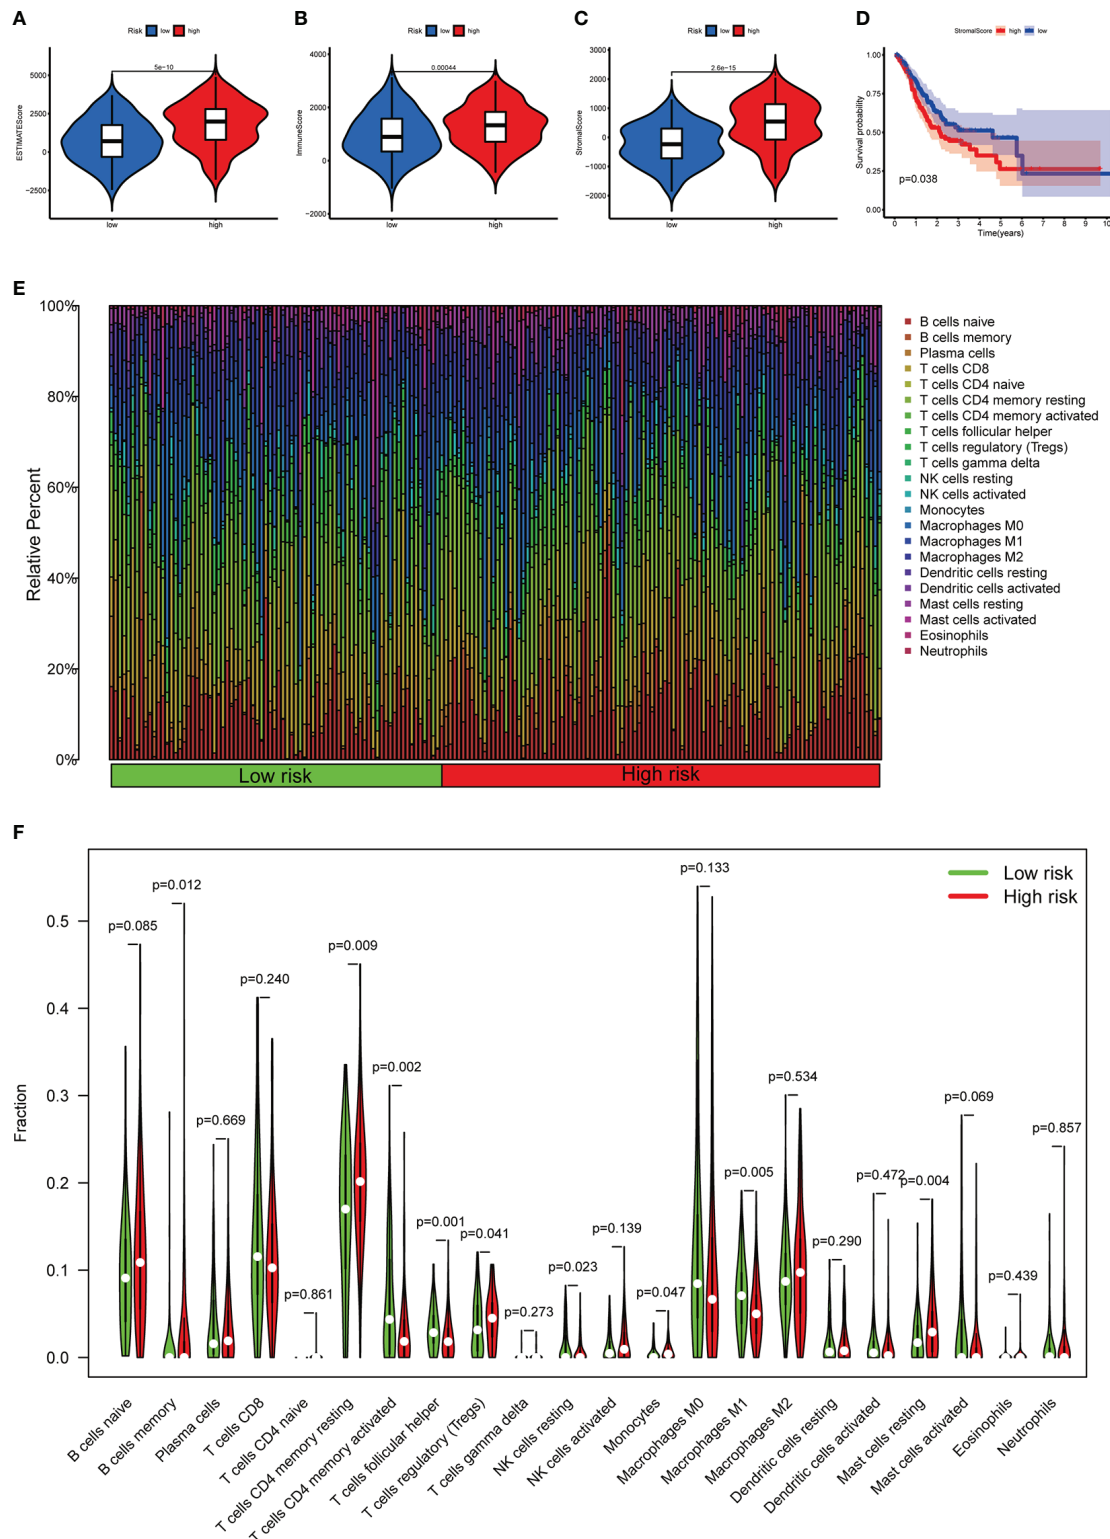 A
Risk low high
ESTIMATEScore
5000
2500
0
−2500
5e−10
low
high
B
Risk low high
ImmuneScore
4000
2000
0
−2000
0.00044
low
high
C
Risk low high
StromalScore
3000
2000
1000
0
−1000
−2000
2.6e−15
low
high
D
StromalScore high low
Survival probability
1.00
0.75
0.50
0.25
0.00
p=0.038
0 1 2 3 4 5 6 7 8 9 10
Time(years)
E
Relative Percent
100%
80%
60%
40%
20%
0%
Low risk
High risk
B cells naive
B cells memory
Plasma cells
T cells CD8
T cells CD4 naive
T cells CD4 memory resting
T cells CD4 memory activated
T cells follicular helper
T cells regulatory (Tregs)
T cells gamma delta
NK cells resting
NK cells activated
Monocytes
Macrophages M0
Macrophages M1
Macrophages M2
Dendritic cells resting
Dendritic cells activated
Mast cells resting
Mast cells activated
Eosinophils
Neutrophils
F
Low risk
High risk
Fraction
0.5
0.4
0.3
0.2
0.1
0.0
p=0.085
p=0.012
p=0.669
p=0.240
p=0.861
p=0.009
p=0.002
p=0.001
p=0.041
p=0.273
p=0.023
p=0.139
p=0.047
p=0.133
p=0.005
p=0.534
p=0.290
p=0.472
p=0.004
p=0.069
p=0.439
p=0.857
B cells naive
B cells memory
Plasma cells
T cells CD8
T cells CD4 naive
T cells CD4 memory resting
T cells CD4 memory activated
T cells follicular helper
T cells regulatory (Tregs)
T cells gamma delta
NK cells resting
NK cells activated
Monocytes
Macrophages M0
Macrophages M1
Macrophages M2
Dendritic cells resting
Dendritic cells activated
Mast cells resting
Mast cells activated
Eosinophils
Neutrophils